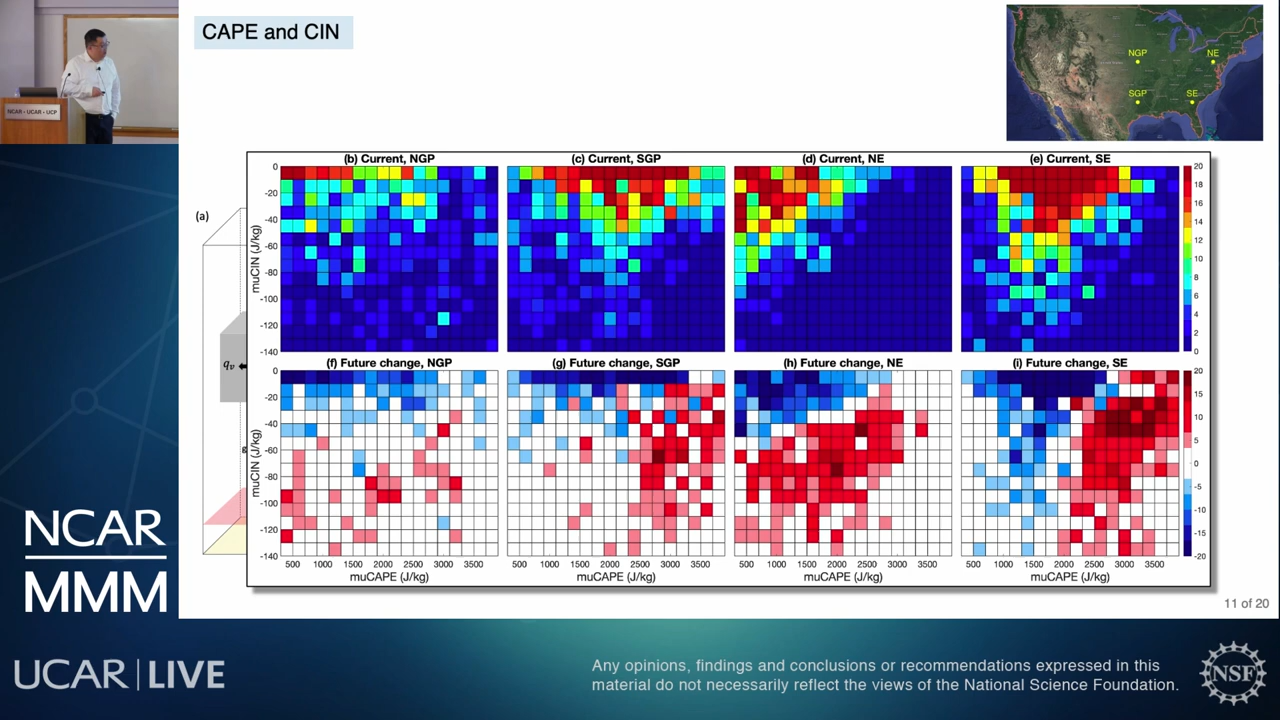 CAPE and CIN
NCAR - UCAR - UCP
NGP
NE
SGP
SE
(a)
qv
(b) Current, NGP
(c) Current, SGP
(d) Current, NE
(e) Current, SE
muCIN (J/kg)
0
-20
-40
-60
-80
-100
-120
-140
20
18
16
14
12
10
8
6
4
2
0
(f) Future change, NGP
(g) Future change, SGP
(h) Future change, NE
(i) Future change, SE
muCIN (J/kg)
0
-20
-40
-60
-80
-100
-120
-140
20
15
10
5
0
-5
-10
-15
-20
500 1000 1500 2000 2500 3000 3500
500 1000 1500 2000 2500 3000 3500
500 1000 1500 2000 2500 3000 3500
500 1000 1500 2000 2500 3000 3500
muCAPE (J/kg)
muCAPE (J/kg)
muCAPE (J/kg)
muCAPE (J/kg)
11 of 20
NCAR
MMM
UCAR | LIVE
Any opinions, findings and conclusions or recommendations expressed in this
material do not necessarily reflect the views of the National Science Foundation.
NSF